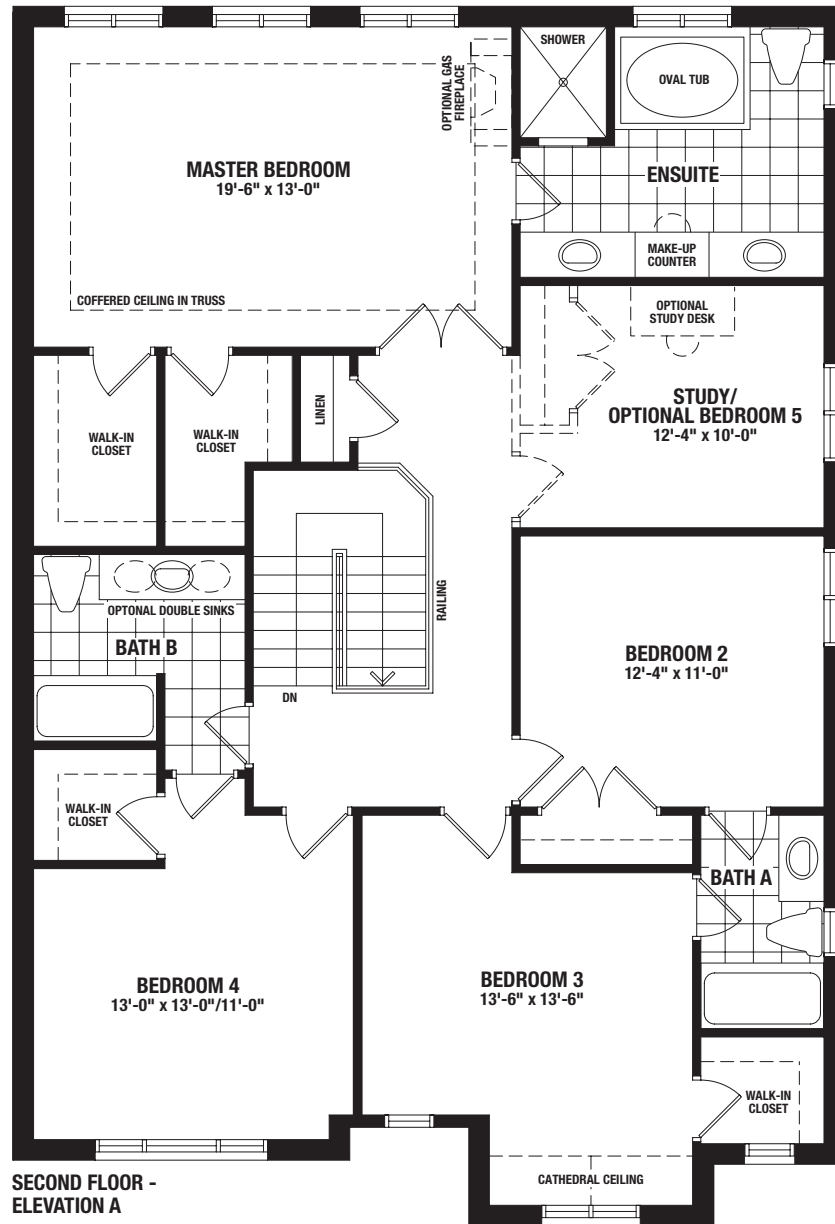 SHOWER
OVAL TUB
OPTIONAL GAS
FIREPLACE
MASTER BEDROOM
19'-6" x 13'-0"
ENSUITE
MAKE-UP
COUNTER
COFFERED CEILING IN TRUSS
OPTIONAL
STUDY DESK
WALK-IN
CLOSET
WALK-IN
CLOSET
LINEN
STUDY/
OPTIONAL BEDROOM 5
12'-4" x 10'-0"
RAILING
OPTONAL DOUBLE SINKS
BATH B
DN
BEDROOM 2
12'-4" x 11'-0"
WALK-IN
CLOSET
BATH A
BEDROOM 4
13'-0" x 13'-0"/11'-0"
BEDROOM 3
13'-6" x 13'-6"
WALK-IN
CLOSET
CATHEDRAL CEILING
SECOND FLOOR -
ELEVATION A